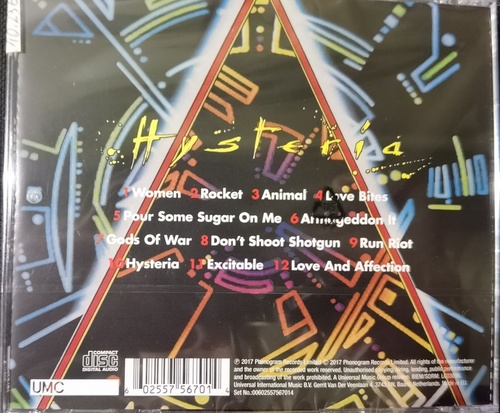 Hysteria
1 Women 2 Rocket 3 Animal 4 Love Bites
5 Pour Some Sugar On Me 6 Armageddon It
7 Gods Of War 8 Don't Shoot Shotgun 9 Run Riot
10 Hysteria 11 Excitable 12 Love And Affection
COMPACT
disc
DIGITAL AUDIO
UMC
6 02557 56701 4
℗ 2017 Phonogram Records Limited © 2017 Phonogram Records Limited. All rights of the manufacturer
and the owner of the recorded work reserved. Unauthorised copying, hiring, lending, public performance
and broadcasting of the work prohibited. A Universal Music Group release.
Universal International Music B.V. Gerrit Van Der Veenlaan 4, 3743 DN, Baarn, Netherlands. Made in EU.
Set No. 00602557567014